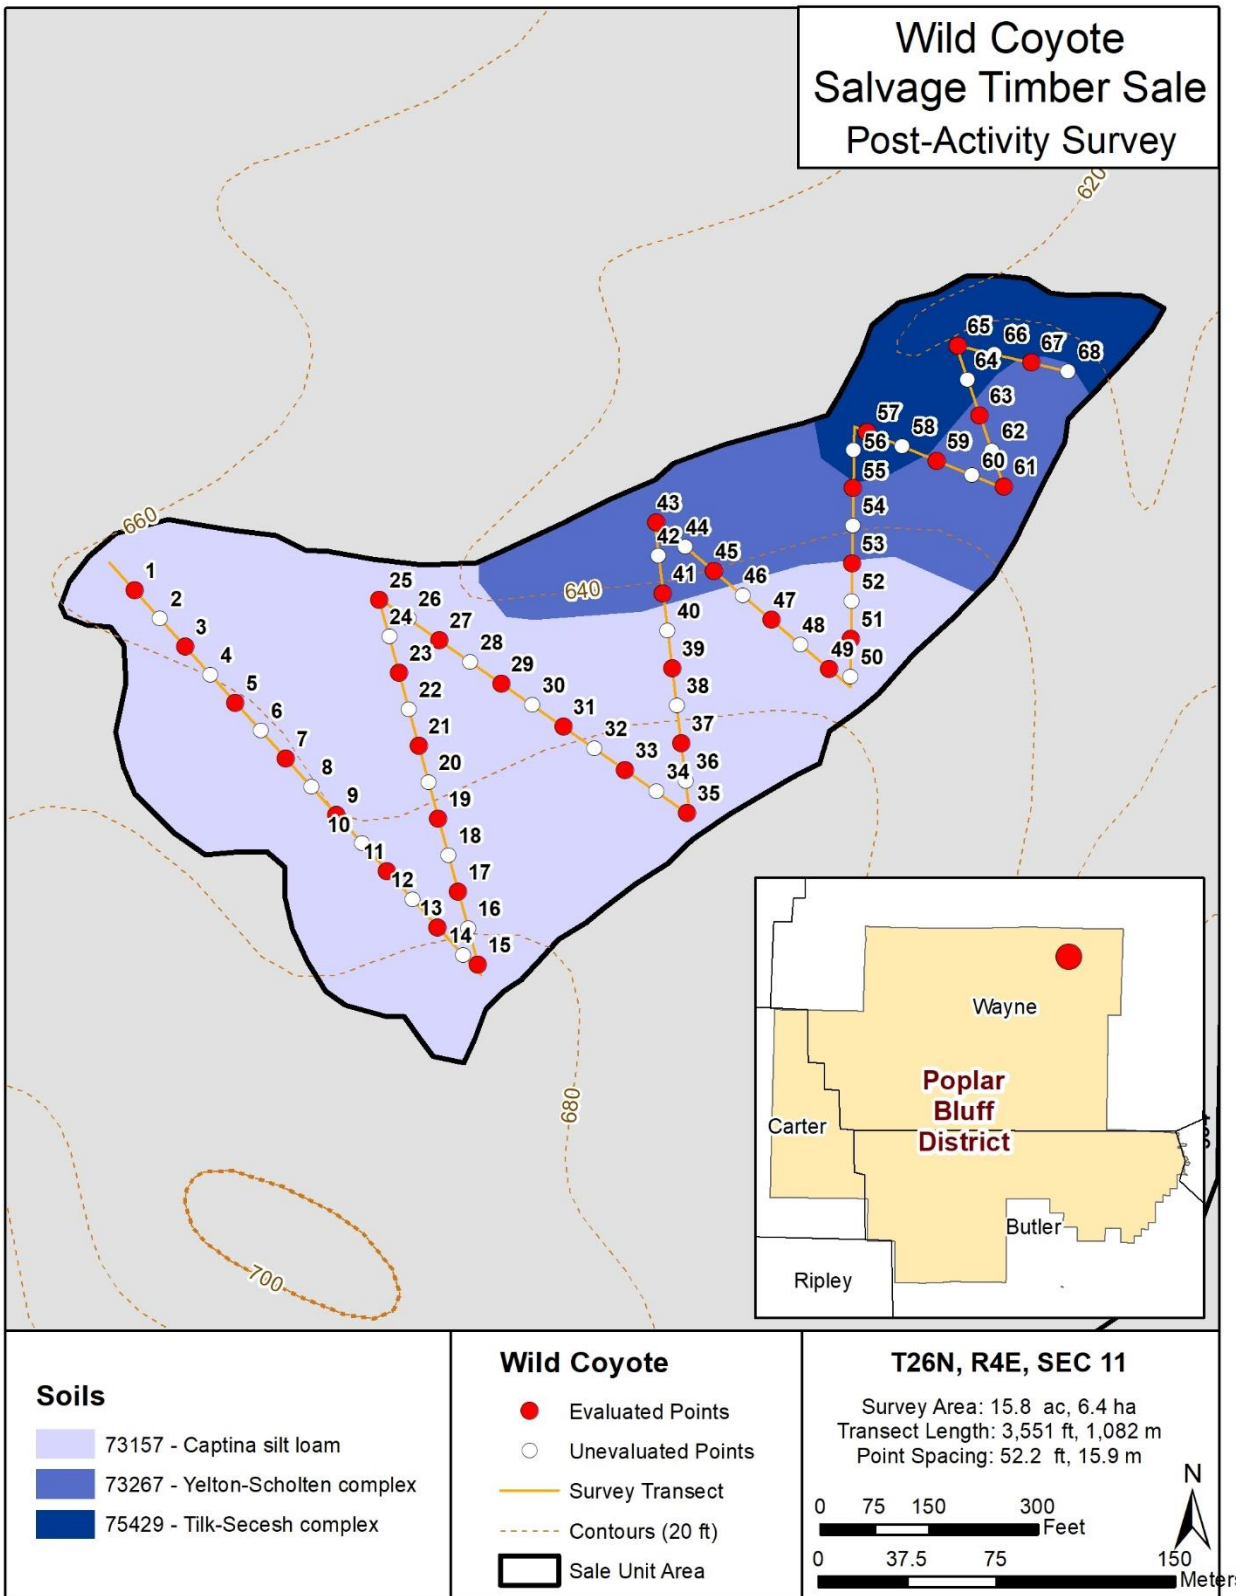 Wild Coyote
Salvage Timber Sale
Post-Activity Survey
620
65
66
67
68
64
63
57
62
58
56
59
60
61
55
54
43
44
42
53
45
660
41
52
1
640
46
25
26
40
47
51
2
24
27
48
3
39
28
49
50
23
4
29
38
5
22
30
37
6
21
31
7
32
36
20
33
34
8
35
9
19
10
18
11
17
12
13
16
14
15
680
700
Wayne
Poplar
Bluff
District
Carter
Butler
Ripley
Soils
73157 - Captina silt loam
73267 - Yelton-Scholten complex
75429 - Tilk-Secesh complex
Wild Coyote
Evaluated Points
Unevaluated Points
Survey Transect
Contours (20 ft)
Sale Unit Area
T26N, R4E, SEC 11
Survey Area: 15.8 ac, 6.4 ha
Transect Length: 3,551 ft, 1,082 m
Point Spacing: 52.2 ft, 15.9 m
N
0 75 150 300
Feet
0 37.5 75 150
Meters